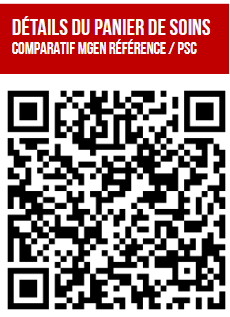 DÉTAILS DU PANIER DE SOINS
COMPARATIF MGEN RÉFÉRENCE / PSC